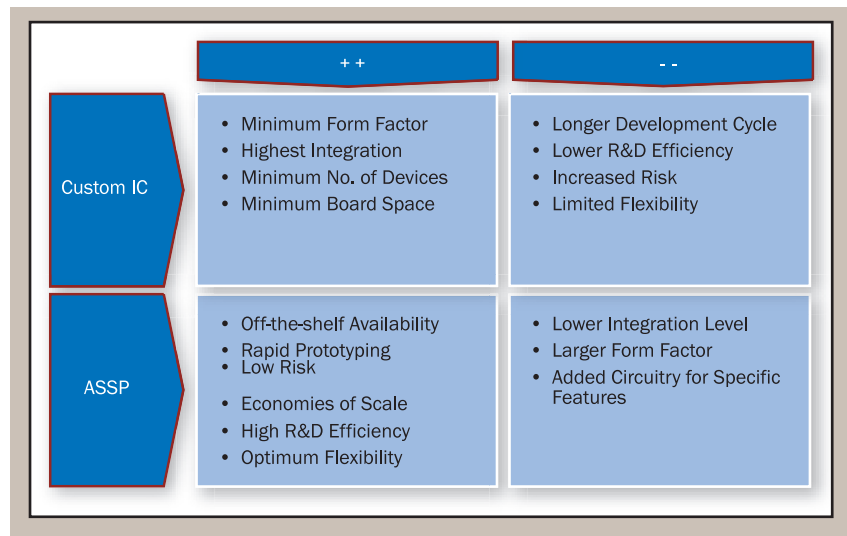 + +
- -
Custom IC
• Minimum Form Factor
• Highest Integration
• Minimum No. of Devices
• Minimum Board Space
• Longer Development Cycle
• Lower R&D Efficiency
• Increased Risk
• Limited Flexibility
ASSP
• Off-the-shelf Availability
• Rapid Prototyping
• Low Risk
• Economies of Scale
• High R&D Efficiency
• Optimum Flexibility
• Lower Integration Level
• Larger Form Factor
• Added Circuitry for Specific
Features